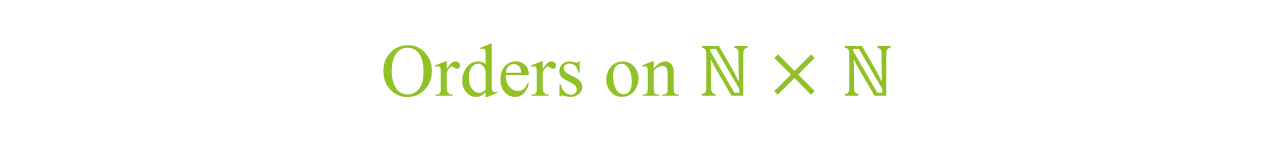 Orders on ℕ × ℕ